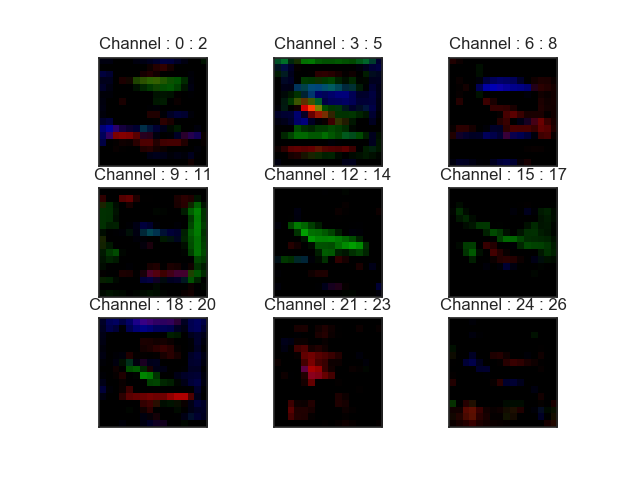 Channel : 0 : 2
Channel : 3 : 5
Channel : 6 : 8
Channel : 9 : 11
Channel : 12 : 14
Channel : 15 : 17
Channel : 18 : 20
Channel : 21 : 23
Channel : 24 : 26